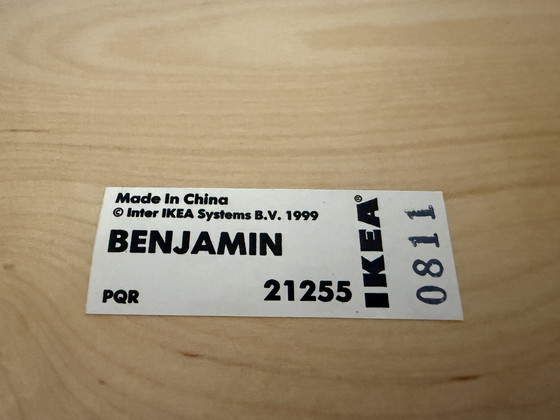 Made In China
© Inter IKEA Systems B.V. 1999
BENJAMIN
PQR
21255
IKEA®
0811